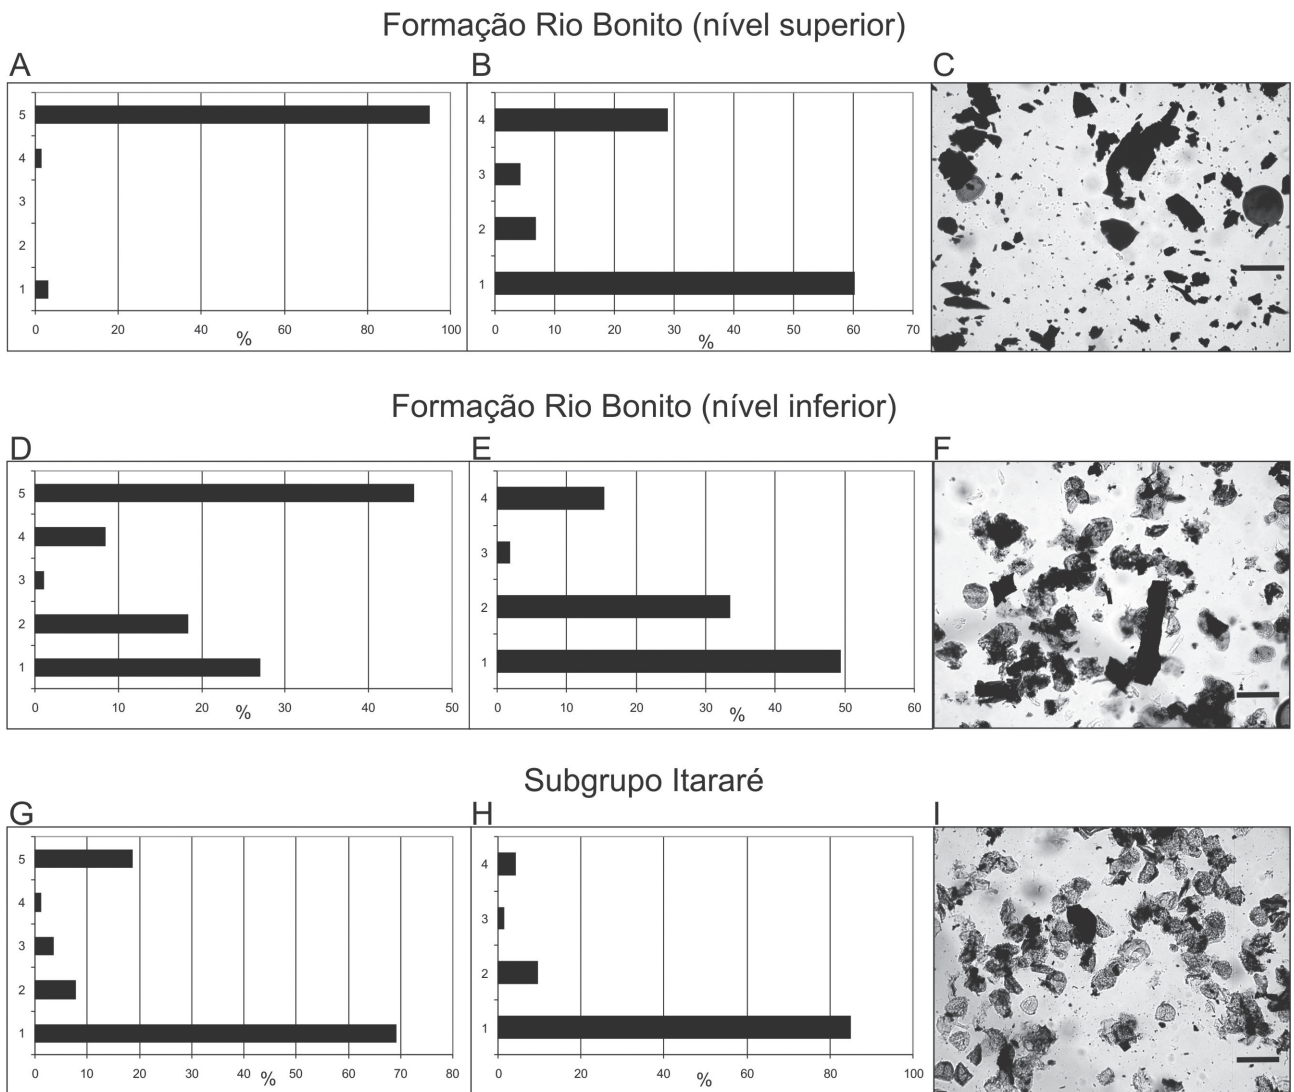 Formação Rio Bonito (nível superior)
A
B
C
5
4
3
2
1
0 20 40 60 80 100
%
4
3
2
1
0 10 20 30 40 50 60 70
%
Formação Rio Bonito (nível inferior)
D
E
F
5
4
3
2
1
0 10 20 30 40 50
%
4
3
2
1
0 10 20 30 40 50 60
%
Subgrupo Itararé
G
H
I
5
4
3
2
1
0 10 20 30 40 50 60 70 80
%
4
3
2
1
0 20 40 60 80 100
%